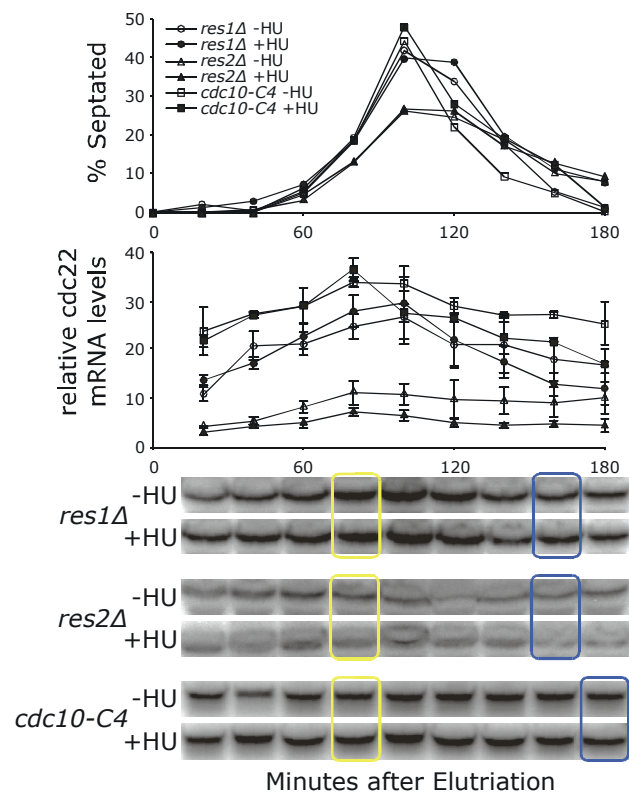 50
40
30
20
10
0
% Septated
res1Δ -HU
res1Δ +HU
res2Δ -HU
res2Δ +HU
cdc10-C4 -HU
cdc10-C4 +HU
0 60 120 180
40
30
20
10
0
relative cdc22
mRNA levels
0 60 120 180
res1Δ
-HU
+HU
res2Δ
-HU
+HU
cdc10-C4
-HU
+HU
Minutes after Elutriation